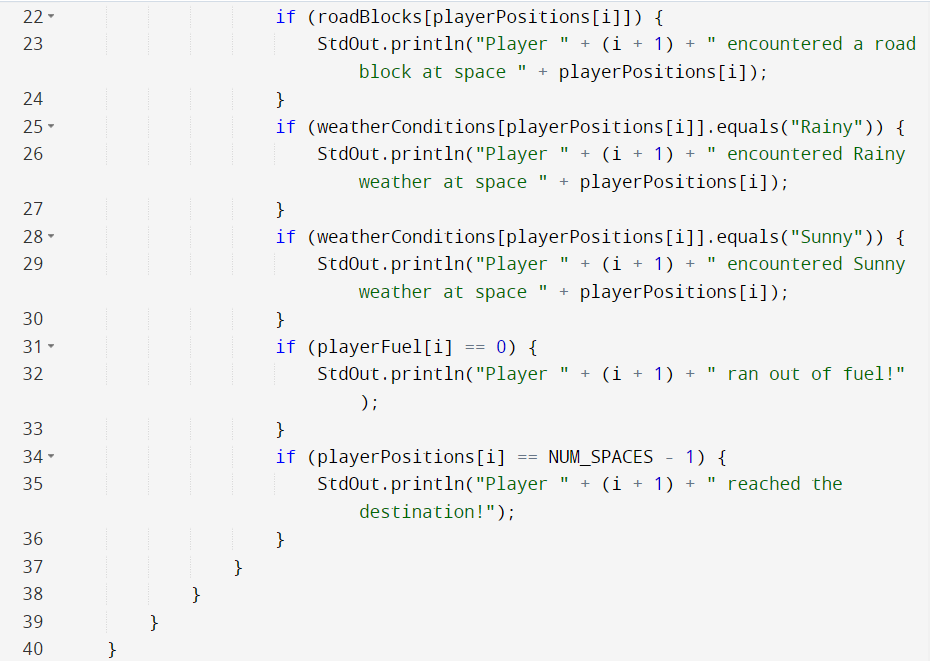 22 if (roadBlocks[playerPositions[i]]) {
23 StdOut.println("Player " + (i + 1) + " encountered a road
block at space " + playerPositions[i]);
24 }
25 if (weatherConditions[playerPositions[i]].equals("Rainy")) {
26 StdOut.println("Player " + (i + 1) + " encountered Rainy
weather at space " + playerPositions[i]);
27 }
28 if (weatherConditions[playerPositions[i]].equals("Sunny")) {
29 StdOut.println("Player " + (i + 1) + " encountered Sunny
weather at space " + playerPositions[i]);
30 }
31 if (playerFuel[i] == 0) {
32 StdOut.println("Player " + (i + 1) + " ran out of fuel!"
);
33 }
34 if (playerPositions[i] == NUM_SPACES - 1) {
35 StdOut.println("Player " + (i + 1) + " reached the
destination!");
36 }
37 }
38 }
39 }
40 }